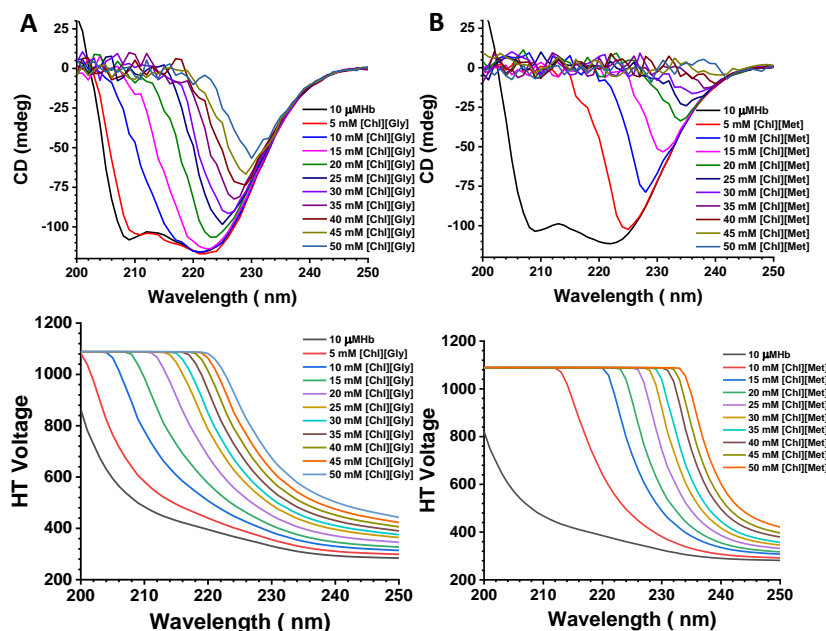 A
25
0
-25
-50
-75
-100
CD (mdeg)
200 210 220 230 240 250
Wavelength ( nm)
10 μMHb
5 mM [Chl][Gly]
10 mM [Chl][Gly]
15 mM [Chl][Gly]
20 mM [Chl][Gly]
25 mM [Chl][Gly]
30 mM [Chl][Gly]
35 mM [Chl][Gly]
40 mM [Chl][Gly]
45 mM [Chl][Gly]
50 mM [Chl][Gly]
B
25
0
-25
-50
-75
-100
CD (mdeg)
200 210 220 230 240 250
Wavelength ( nm)
10 μMHb
5 mM [Chl][Met]
10 mM [Chl][Met]
15 mM [Chl][Met]
20 mM [Chl][Met]
25 mM [Chl][Met]
30 mM [Chl][Met]
35 mM [Chl][Met]
40 mM [Chl][Met]
45 mM [Chl][Met]
50 mM [Chl][Met]
1200
1000
800
600
400
200
HT Voltage
200 210 220 230 240 250
Wavelength ( nm)
10 μMHb
5 mM [Chl][Gly]
10 mM [Chl][Gly]
15 mM [Chl][Gly]
20 mM [Chl][Gly]
25 mM [Chl][Gly]
30 mM [Chl][Gly]
35 mM [Chl][Gly]
40 mM [Chl][Gly]
45 mM [Chl][Gly]
50 mM [Chl][Gly]
1000
800
600
400
200
HT Voltage
200 210 220 230 240 250
Wavelength ( nm)
10 μMHb
10 mM [Chl][Met]
15 mM [Chl][Met]
20 mM [Chl][Met]
25 mM [Chl][Met]
30 mM [Chl][Met]
35 mM [Chl][Met]
40 mM [Chl][Met]
45 mM [Chl][Met]
50 mM [Chl][Met]